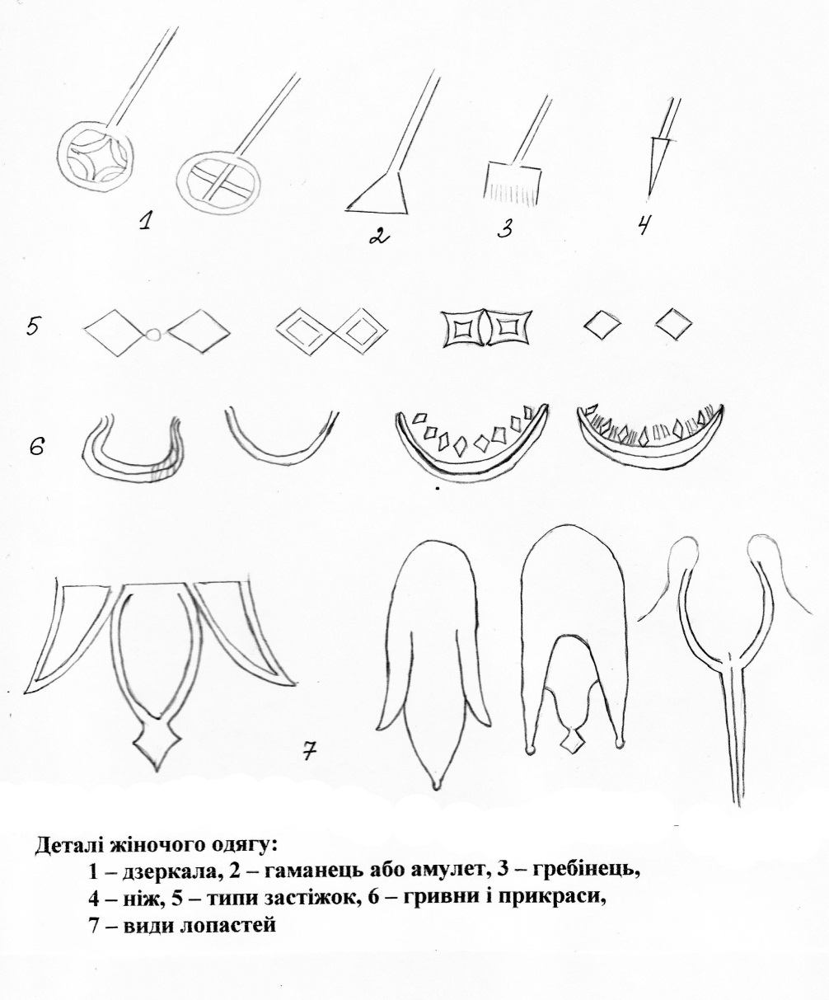 1 2 3 4
5
6
7
Деталі жіночого одягу:
1 – дзеркала, 2 – гаманець або амулет, 3 – гребінець,
4 – ніж, 5 – типи застіжок, 6 – гривни і прикраси,
7 – види лопастей